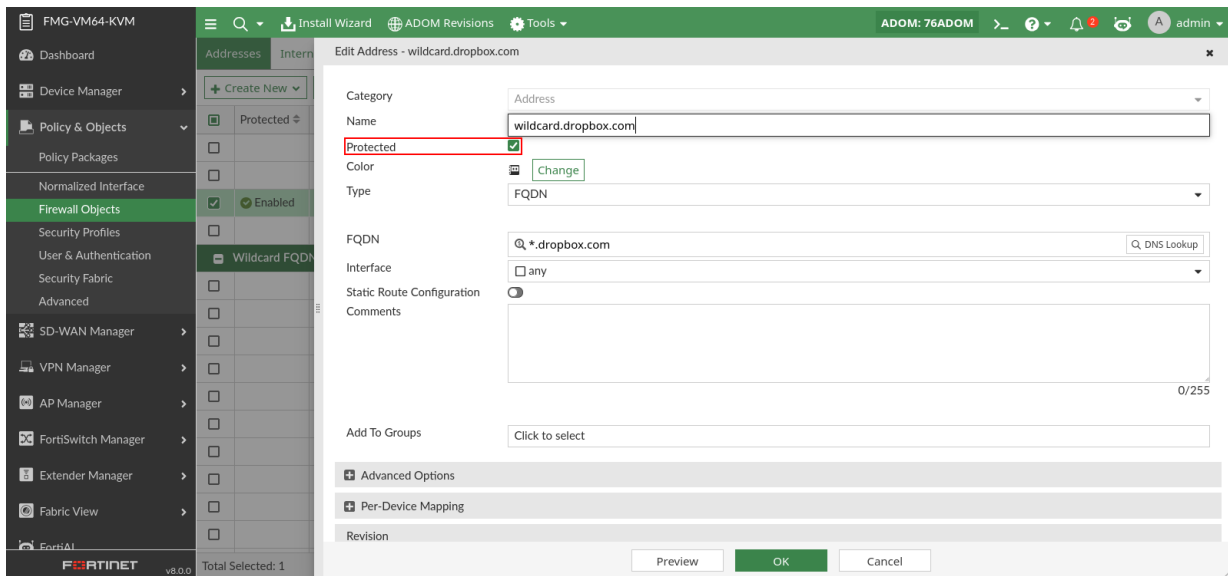 FMG-VM64-KVM
Install Wizard ADOM Revisions Tools ADOM: 76ADOM >_ 2 A admin
Dashboard
Device Manager
Policy & Objects
Policy Packages
Normalized Interface
Firewall Objects
Security Profiles
User & Authentication
Security Fabric
Advanced
SD-WAN Manager
VPN Manager
AP Manager
FortiSwitch Manager
Extender Manager
Fabric View
FortiAI
FORTINET v8.0.0
Addresses Intern
Create New
Protected
Enabled
Wildcard FQDN
Total Selected: 1
Edit Address - wildcard.dropbox.com
Category Address
Name wildcard.dropbox.com
Protected
Color Change
Type FQDN
FQDN *.dropbox.com DNS Lookup
Interface any
Static Route Configuration
Comments
0/255
Add To Groups Click to select
Advanced Options
Per-Device Mapping
Revision
Preview OK Cancel